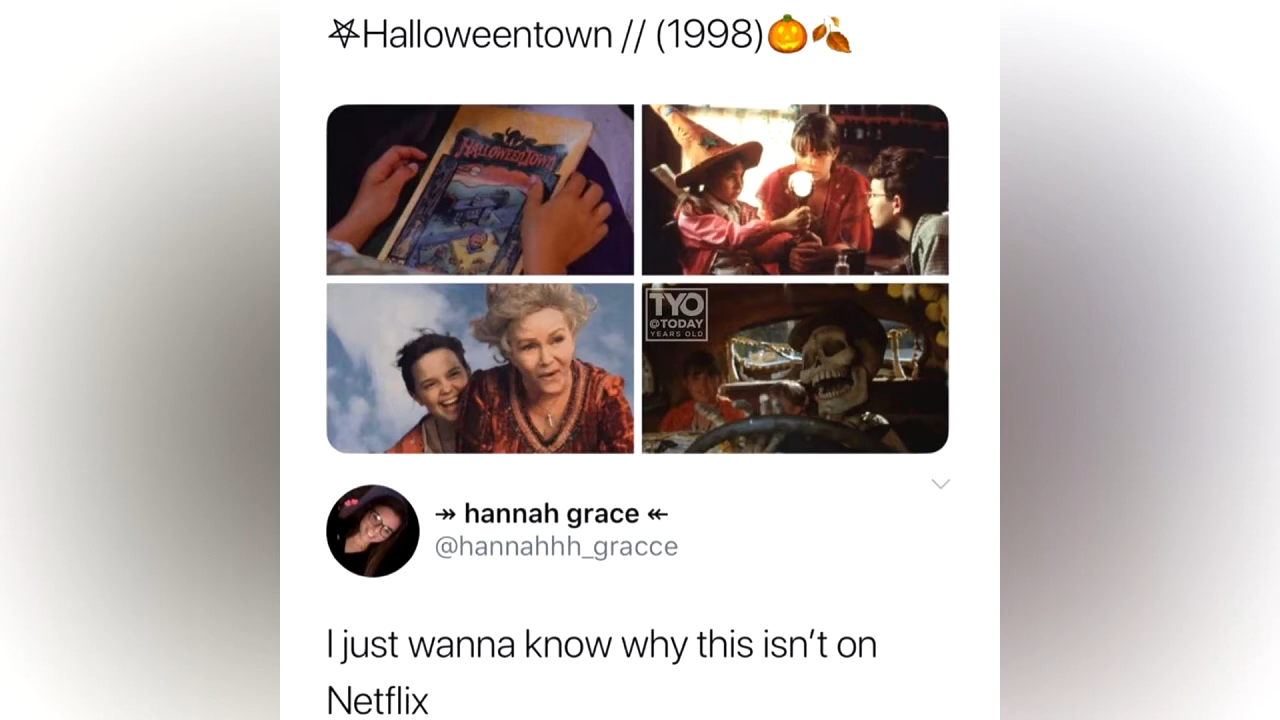 ⛧Halloweentown // (1998)🎃🍂
HALLOWEENTOWN
TYO
@TODAY
YEARS OLD
↠ hannah grace ↞
@hannahhh_gracce
I just wanna know why this isn’t on
Netflix